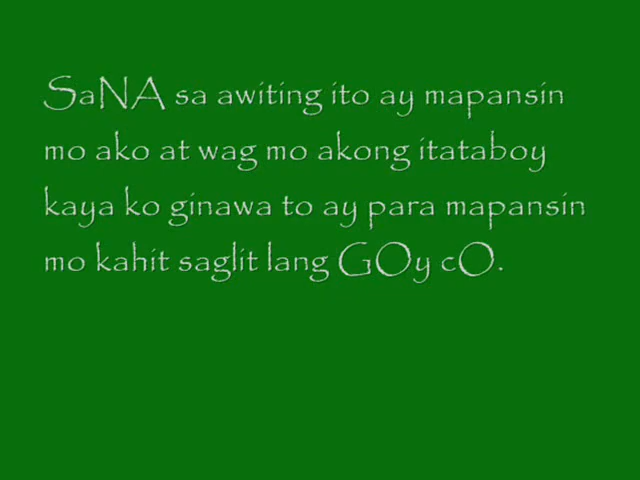 SaNA sa awiting ito ay mapansin
mo ako at wag mo akong itataboy
kaya ko ginawa to ay para mapansin
mo kahit saglit lang GOy cO.